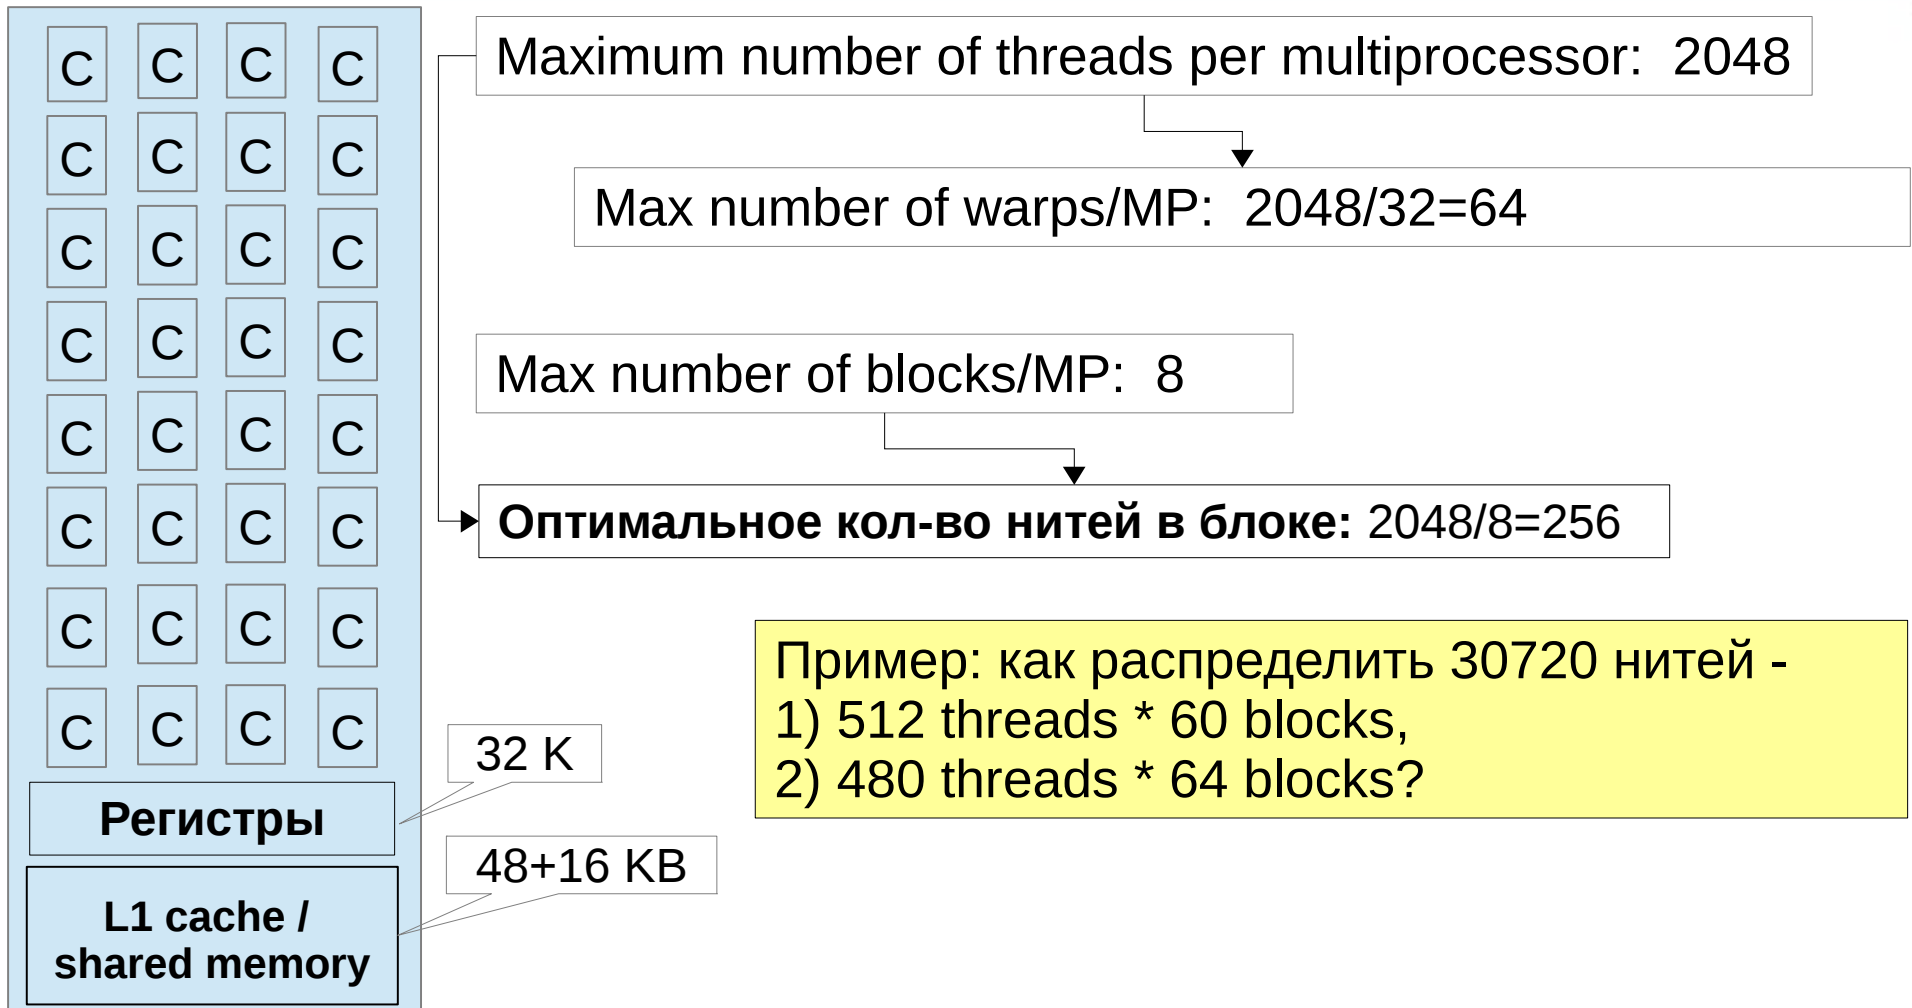 C C C C
C C C C
C C C C
C C C C
C C C C
C C C C
C C C C
C C C C
Регистры
L1 cache /
shared memory
32 K
48+16 KB
Maximum number of threads per multiprocessor: 2048
Max number of warps/MP: 2048/32=64
Max number of blocks/MP: 8
Оптимальное кол-во нитей в блоке: 2048/8=256
Пример: как распределить 30720 нитей -
1) 512 threads * 60 blocks,
2) 480 threads * 64 blocks?